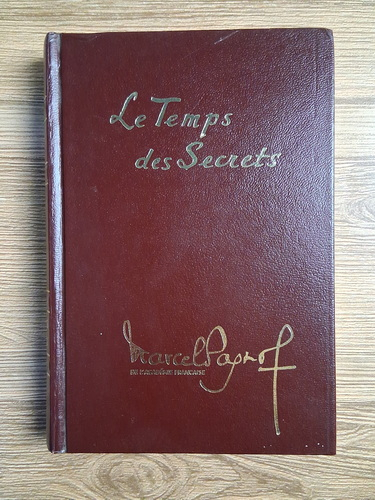 Le Temps
des Secrets
Marcel Pagnol
DE L'ACADÉMIE FRANÇAISE